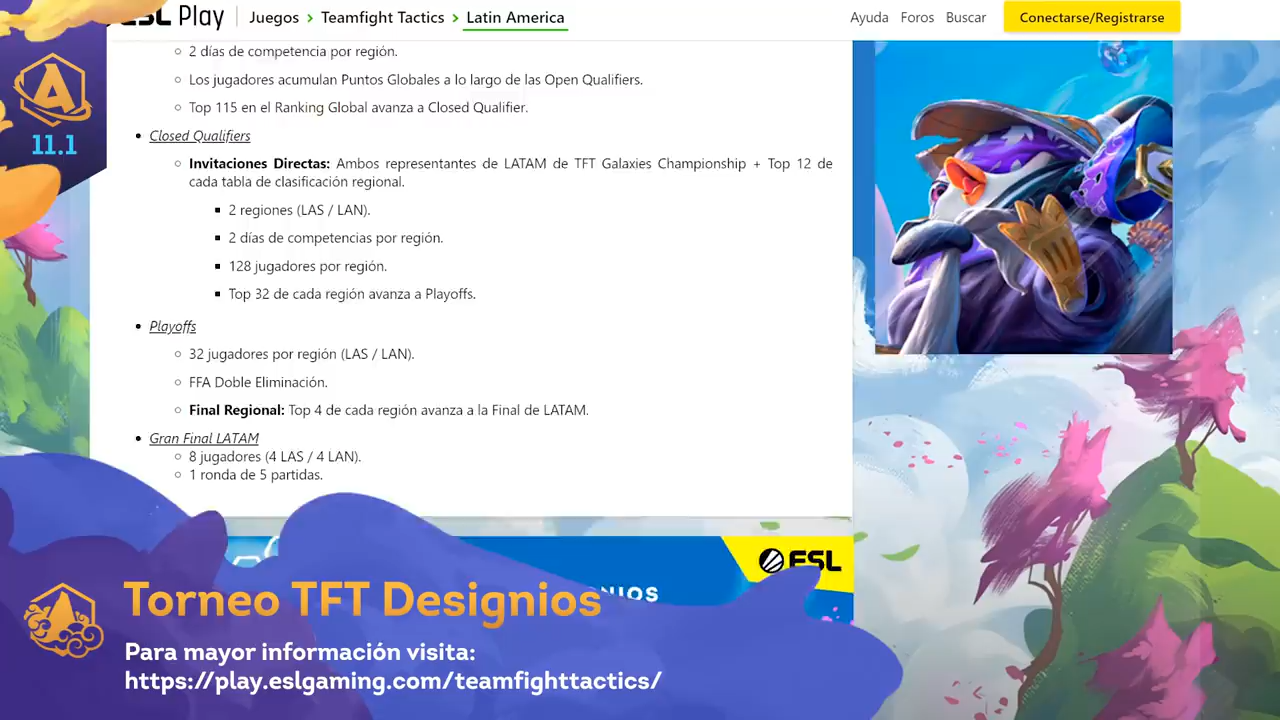 ESL Play
Juegos > Teamfight Tactics > Latin America
Ayuda Foros Buscar Conectarse/Registrarse
2 días de competencia por región.
Los jugadores acumulan Puntos Globales a lo largo de las Open Qualifiers.
Top 115 en el Ranking Global avanza a Closed Qualifier.
Closed Qualifiers
Invitaciones Directas: Ambos representantes de LATAM de TFT Galaxies Championship + Top 12 de
cada tabla de clasificación regional.
2 regiones (LAS / LAN).
2 días de competencias por región.
128 jugadores por región.
Top 32 de cada región avanza a Playoffs.
Playoffs
32 jugadores por región (LAS / LAN).
FFA Doble Eliminación.
Final Regional: Top 4 de cada región avanza a la Final de LATAM.
Gran Final LATAM
8 jugadores (4 LAS / 4 LAN).
1 ronda de 5 partidas.
11.1
ESL
Torneo TFT Designios
Para mayor información visita:
https://play.eslgaming.com/teamfighttactics/